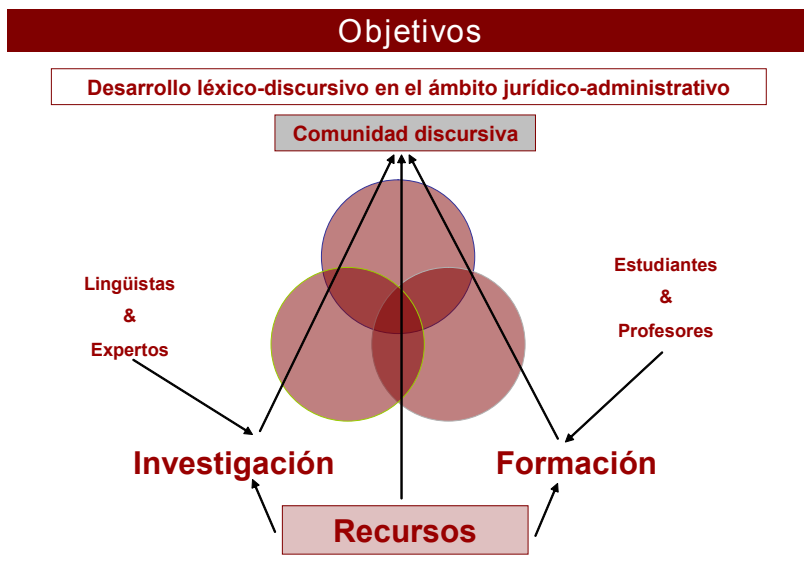 Objetivos
Desarrollo léxico-discursivo en el ámbito jurídico-administrativo
Comunidad discursiva
Lingüistas
&
Expertos
Estudiantes
&
Profesores
Investigación
Formación
Recursos